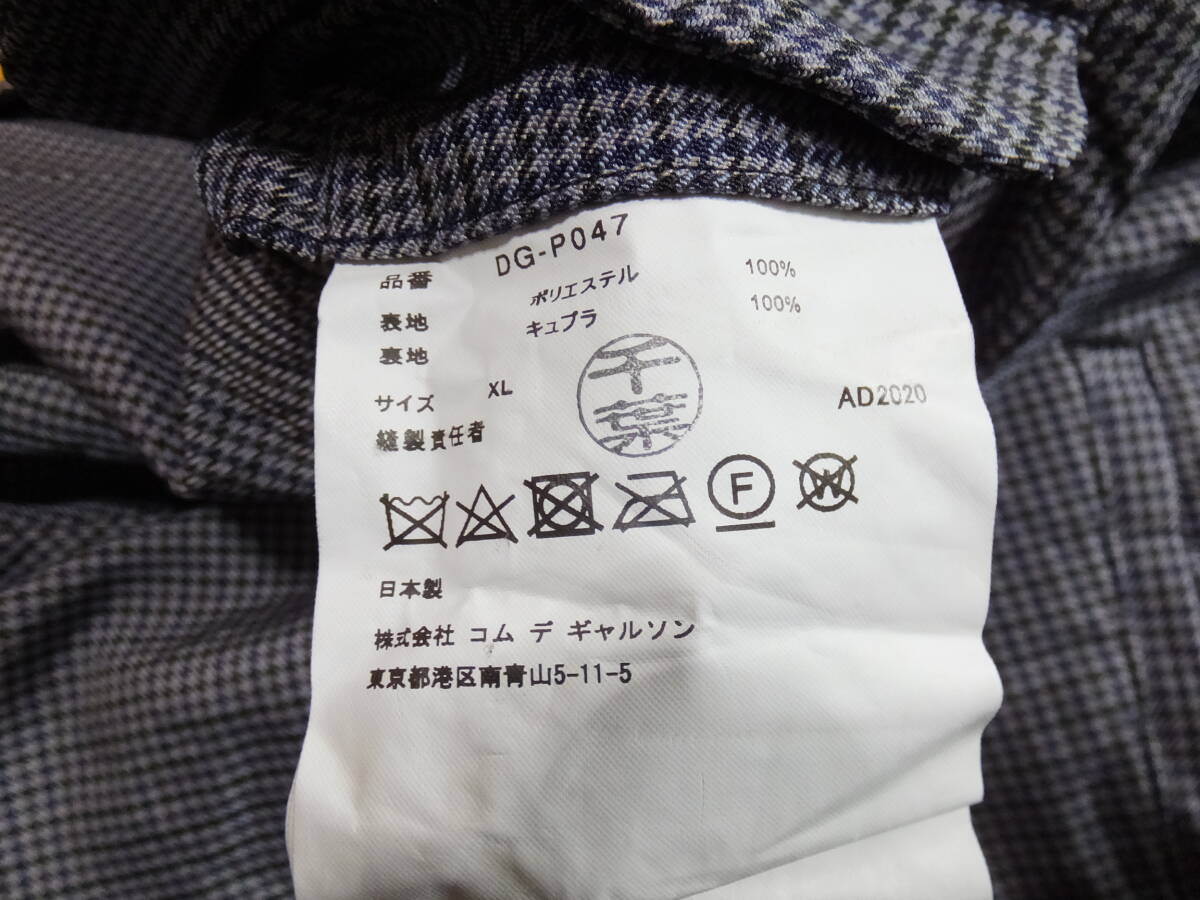 品番 DG-P047
表地 ポリエステル 100%
裏地 キュプラ 100%
サイズ XL
縫製責任者 千葉
AD2020
F W
日本製
株式会社 コム デ ギャルソン
東京都港区南青山5-11-5